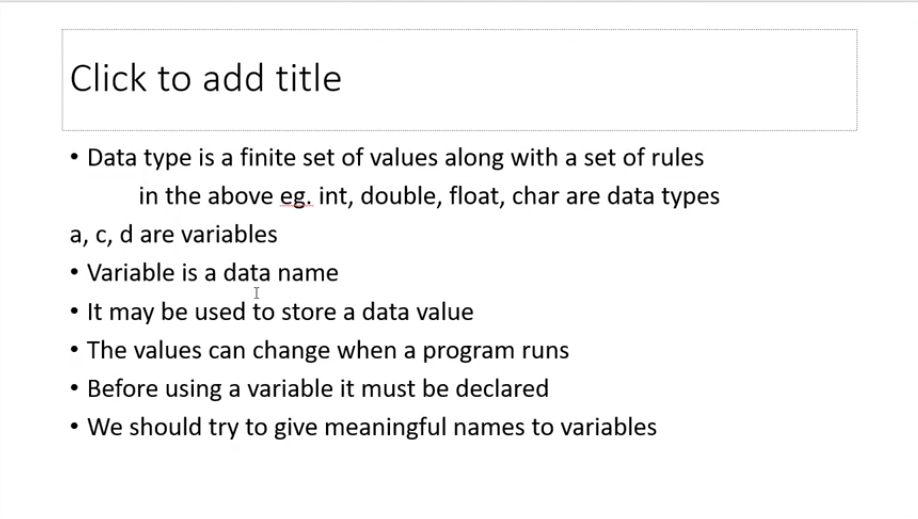 Click to add title
• Data type is a finite set of values along with a set of rules
in the above eg. int, double, float, char are data types
a, c, d are variables
• Variable is a data name
• It may be used to store a data value
• The values can change when a program runs
• Before using a variable it must be declared
• We should try to give meaningful names to variables